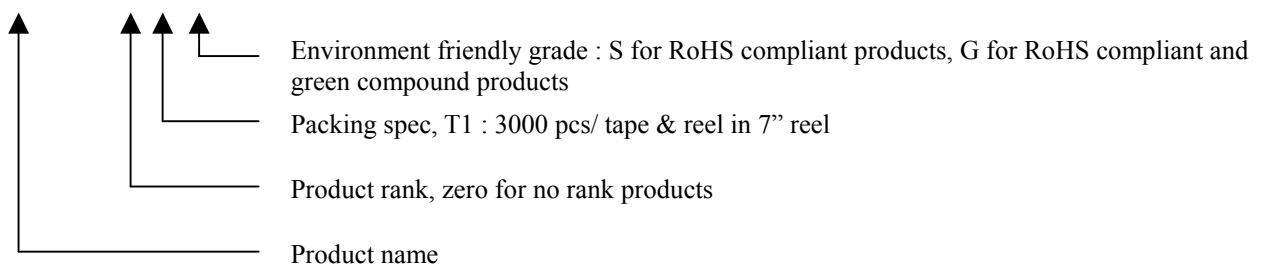 Environment friendly grade : S for RoHS compliant products, G for RoHS compliant and
green compound products
Packing spec, T1 : 3000 pcs/ tape & reel in 7” reel
Product rank, zero for no rank products
Product name